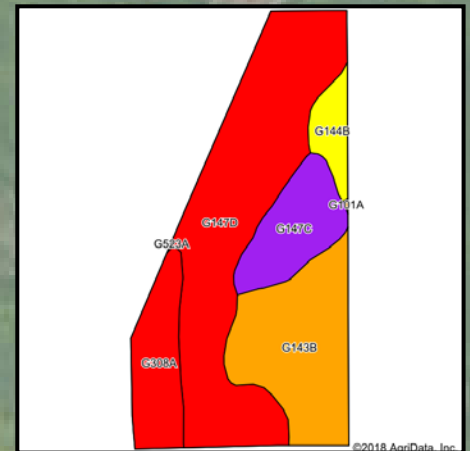 G144B
G101A
G147D
G147C
G523A
G143B
G308A
©2018 AgriData, Inc.